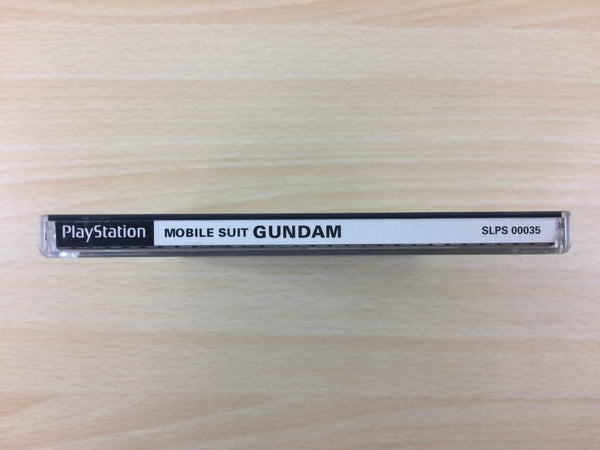 PlayStation MOBILE SUIT GUNDAM SLPS 00035